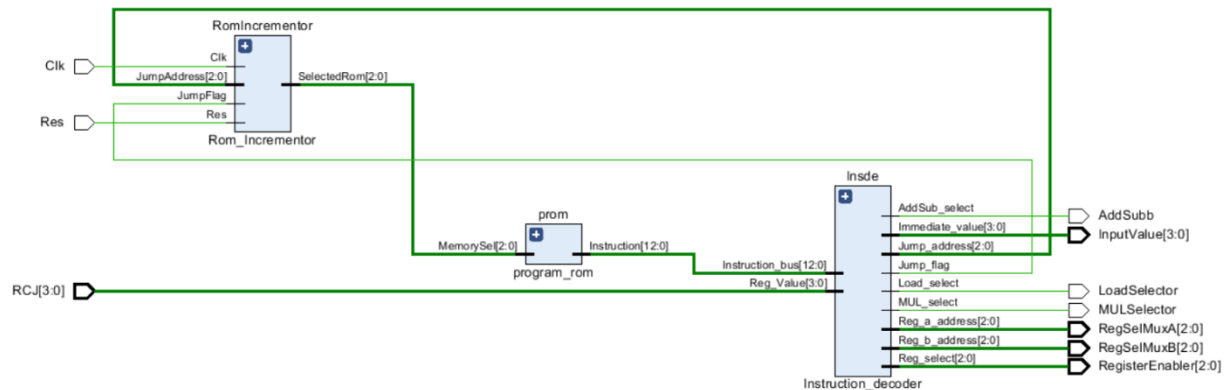 RomIncrementor
Clk
Clk
JumpAddress[2:0]
SelectedRom[2:0]
JumpFlag
Res
Res
Rom_Incrementor
Insde
AddSub_select
AddSubb
prom
Immediate_value[3:0]
InputValue[3:0]
MemorySel[2:0]
Instruction[12:0]
Jump_address[2:0]
program_rom
Instruction_bus[12:0]
Jump_flag
RCJ[3:0]
Reg_Value[3:0]
Load_select
LoadSelector
MUL_select
MULSelector
Reg_a_address[2:0]
RegSelMuxA[2:0]
Reg_b_address[2:0]
RegSelMuxB[2:0]
Reg_select[2:0]
RegisterEnabler[2:0]
Instruction_decoder